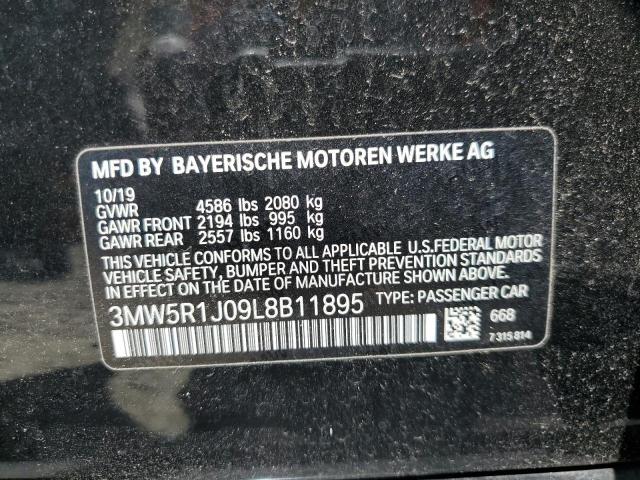 MFD BY BAYERISCHE MOTOREN WERKE AG
10/19
GVWR 4586 lbs 2080 kg
GAWR FRONT 2194 lbs 995 kg
GAWR REAR 2557 lbs 1160 kg
THIS VEHICLE CONFORMS TO ALL APPLICABLE U.S.FEDERAL MOTOR
VEHICLE SAFETY, BUMPER AND THEFT PREVENTION STANDARDS
IN EFFECT ON THE DATE OF MANUFACTURE SHOWN ABOVE.
3MW5R1J09L8B11895 TYPE: PASSENGER CAR
668
7 315 814